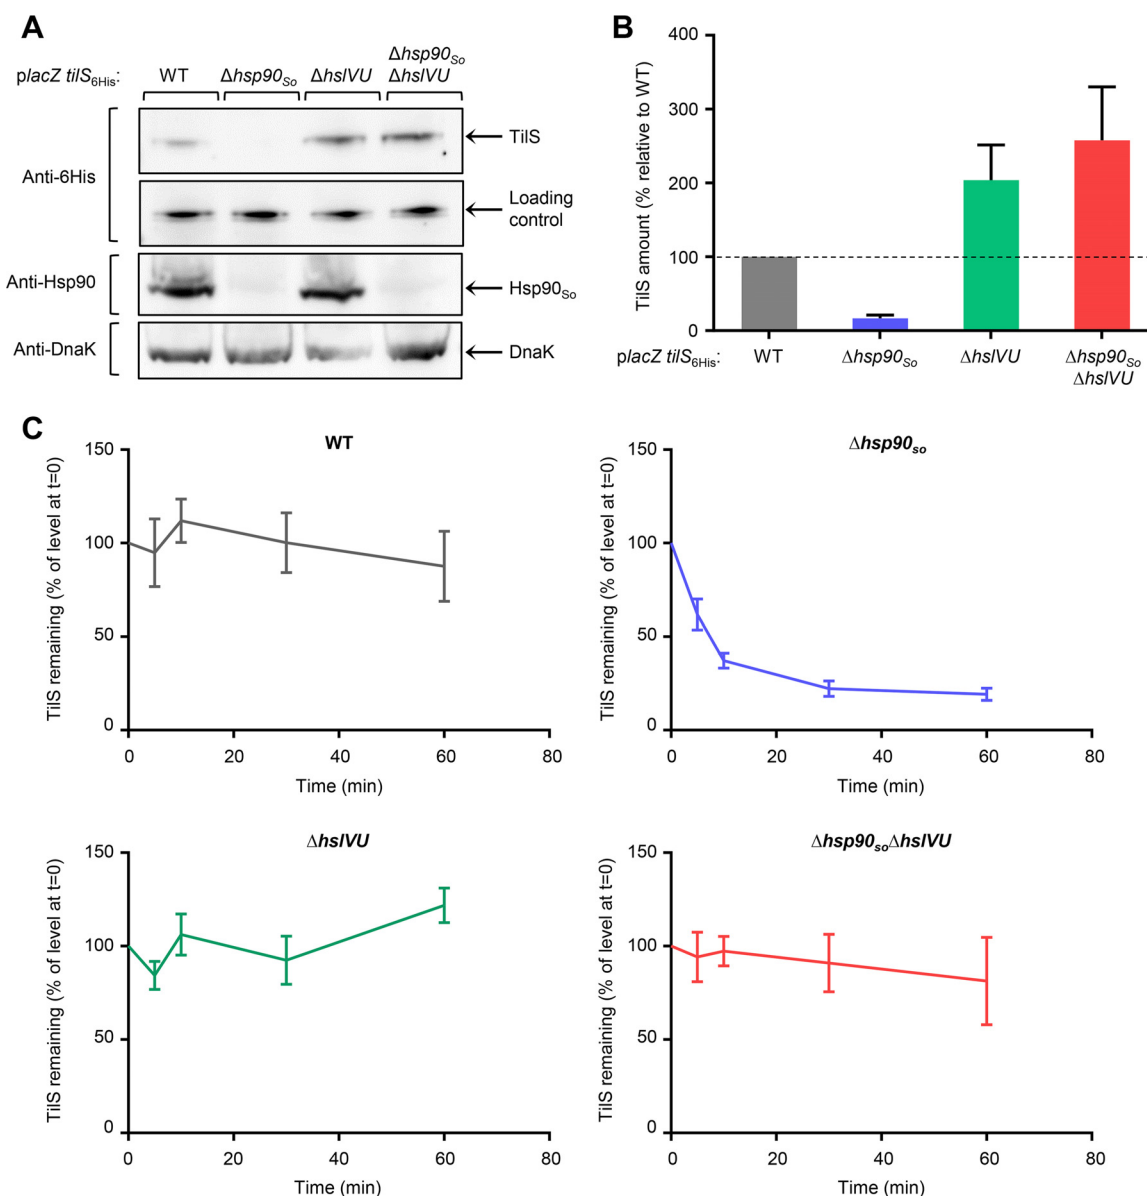 A
placZ tilS6His:
WT
Δhsp90So
ΔhslVU
Δhsp90So
ΔhslVU
Anti-6His
TilS
Loading
control
Anti-Hsp90
Hsp90So
Anti-DnaK
DnaK
B
TilS amount (% relative to WT)
400
300
200
100
0
placZ tilS6His:
WT
Δhsp90So
ΔhslVU
Δhsp90So
ΔhslVU
C
WT
TilS remaining (% of level at t=0)
150
100
50
0
0 20 40 60 80
Time (min)
Δhsp90so
TilS remaining (% of level at t=0)
150
100
50
0
0 20 40 60 80
Time (min)
ΔhslVU
TilS remaining (% of level at t=0)
150
100
50
0
0 20 40 60 80
Time (min)
Δhsp90soΔhslVU
TilS remaining (% of level at t=0)
150
100
50
0
0 20 40 60 80
Time (min)